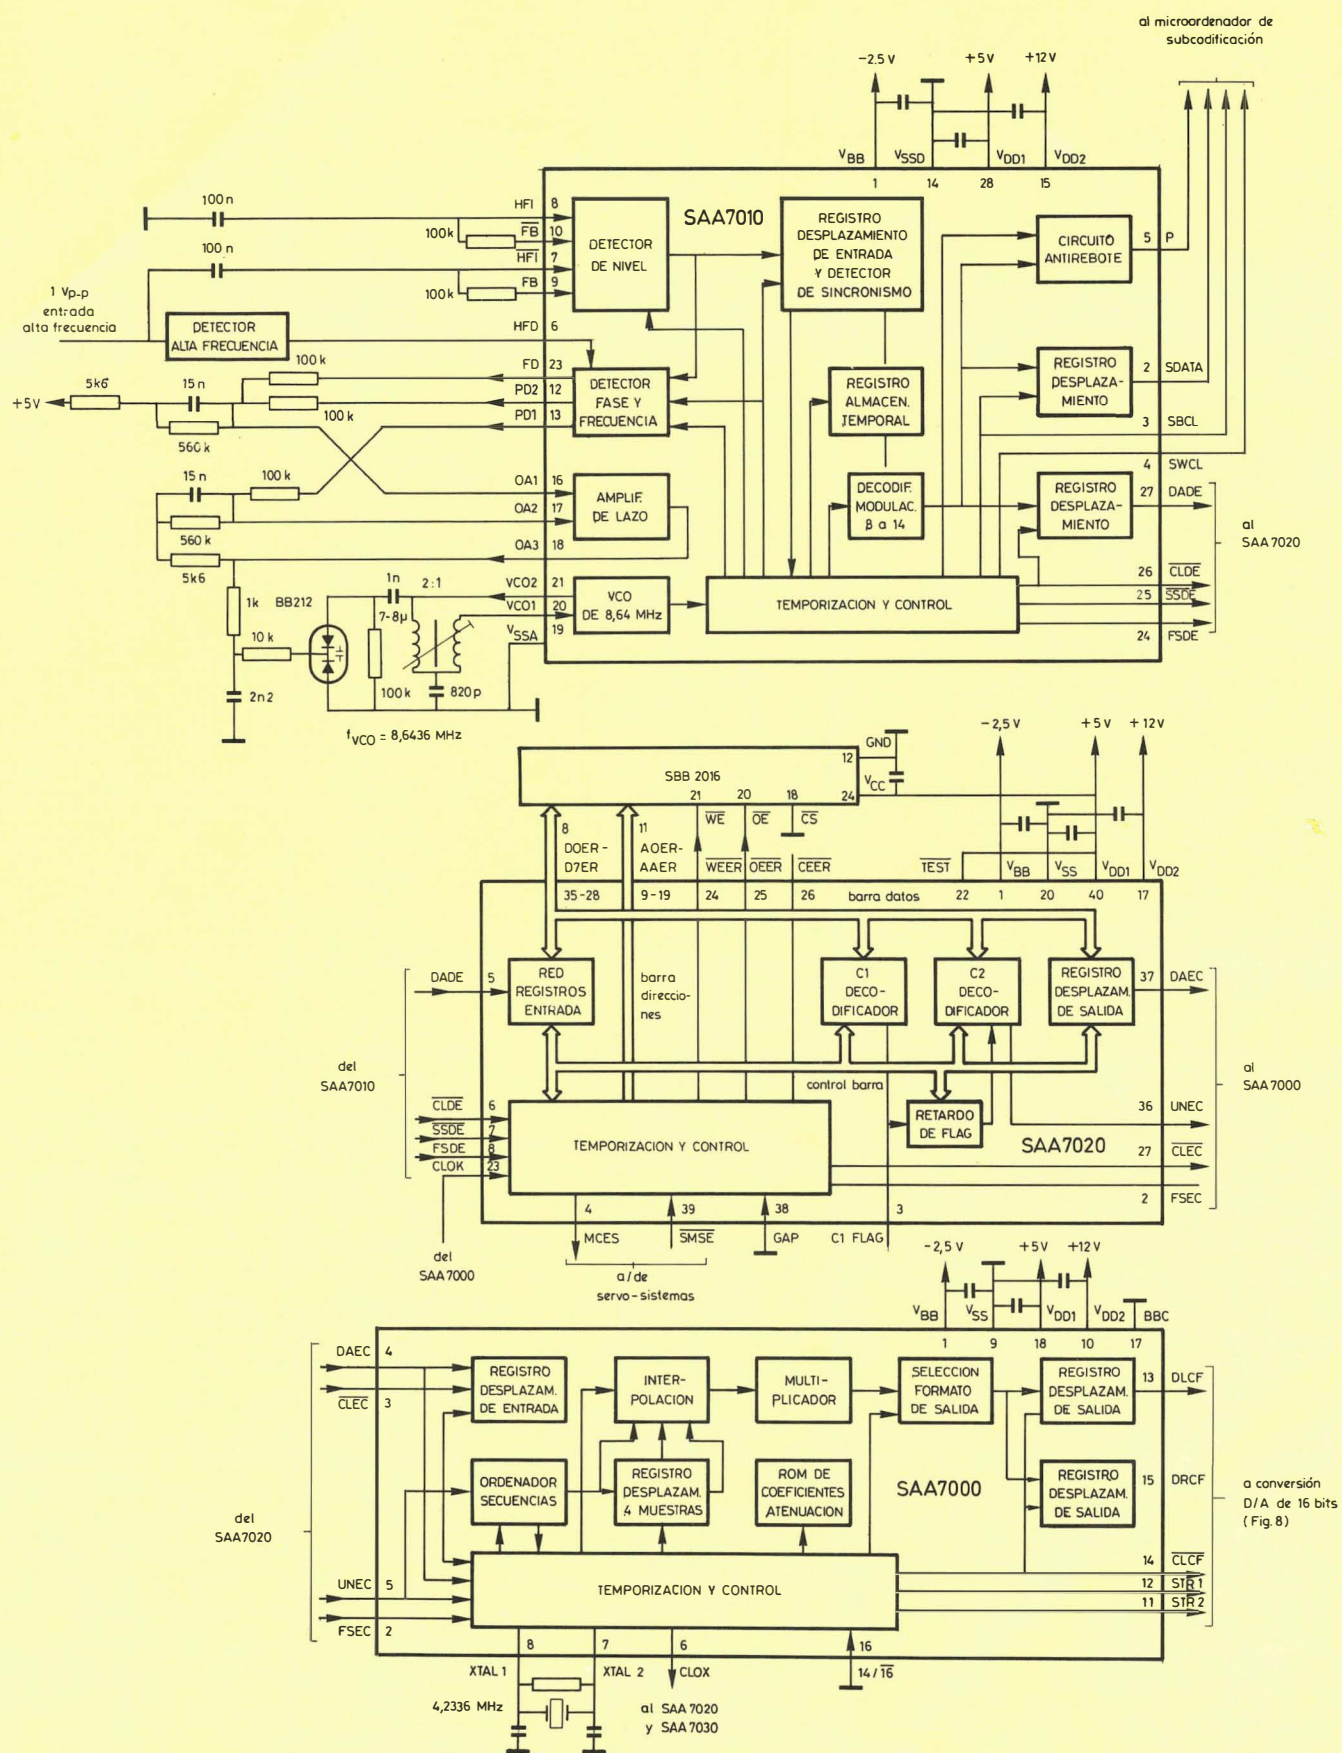 al microordenador de
subcodificación
-2.5 V
+5V
+12V
VBB
VSSD
VDD1
VDD2
1
14
28
15
SAA7010
100 n
HFI
8
100k
FB
10
100 n
HFI
7
100k
FB
9
DETECTOR
DE NIVEL
REGISTRO
DESPLAZAMIENTO
DE ENTRADA
Y DETECTOR
DE SINCRONISMO
CIRCUITO
ANTIREBOTE
5
P
1 Vp-p
entrada
alta frecuencia
DETECTOR
ALTA FRECUENCIA
HFD
6
100 k
FD
23
5k6
15 n
PD2
12
+5V
100k
PD1
13
560 k
DETECTOR
FASE Y
FRECUENCIA
REGISTRO
ALMACEN.
TEMPORAL
REGISTRO
DESPLAZA-
MIENTO
2
SDATA
3
SBCL
4
SWCL
15 n
100 k
OA1
16
OA2
17
560 k
OA3
18
5k6
AMPLIF.
DE LAZO
DECODIF.
MODULAC.
8 a 14
REGISTRO
DESPLAZA-
MIENTO
27
DADE
al
SAA 7020
26
CLDE
25
SSDE
24
FSDE
1k
BB212
1n
2:1
VCO2
21
7-8μ
VCO1
20
VSSA
19
VCO
DE 8,64 MHz
TEMPORIZACION Y CONTROL
10 k
2n2
100k
820p
fVCO = 8,6436 MHz
-2,5 V
+5V
+12V
SBB 2016
12
GND
VCC
24
21
20
18
WE
OE
CS
8
11
DOER-
D7ER
AOER-
AAER
WEER
OEER
CEER
TEST
VBB
VSS
VDD1
VDD2
35-28
9-19
24
25
26
barra datos
22
1
20
40
17
DADE
5
RED
REGISTROS
ENTRADA
barra
direccio-
nes
C1
DECO-
DIFICADOR
C2
DECO-
DIFICADOR
REGISTRO
DESPLAZAM.
DE SALIDA
37
DAEC
del
SAA7010
control barra
al
SAA7000
CLDE
6
SSDE
7
FSDE
8
CLOK
23
TEMPORIZACION Y CONTROL
RETARDO
DE FLAG
SAA7020
36
UNEC
27
CLEC
2
FSEC
4
39
38
3
MCES
SMSE
GAP
C1 FLAG
del
SAA7000
a/de
servo-sistemas
-2,5 V
+5V
+12V
VBB
VSS
VDD1
VDD2
BBC
1
9
18
10
17
DAEC
4
CLEC
3
REGISTRO
DESPLAZAM.
DE ENTRADA
INTER-
POLACION
MULTI-
PLICADOR
SELECCION
FORMATO
DE SALIDA
REGISTRO
DESPLAZAM.
DE SALIDA
13
DLCF
ORDENADOR
SECUENCIAS
REGISTRO
DESPLAZAM.
4 MUESTRAS
ROM DE
COEFICIENTES
ATENUACION
SAA7000
REGISTRO
DESPLAZAM.
DE SALIDA
15
DRCF
a conversión
D/A de 16 bits
(Fig. 8)
del
SAA7020
UNEC
5
FSEC
2
TEMPORIZACION Y CONTROL
14
CLCF
12
STR1
11
STR2
8
7
6
16
XTAL 1
XTAL 2
CLOX
14/16
4,2336 MHz
al SAA 7020
y SAA 7030